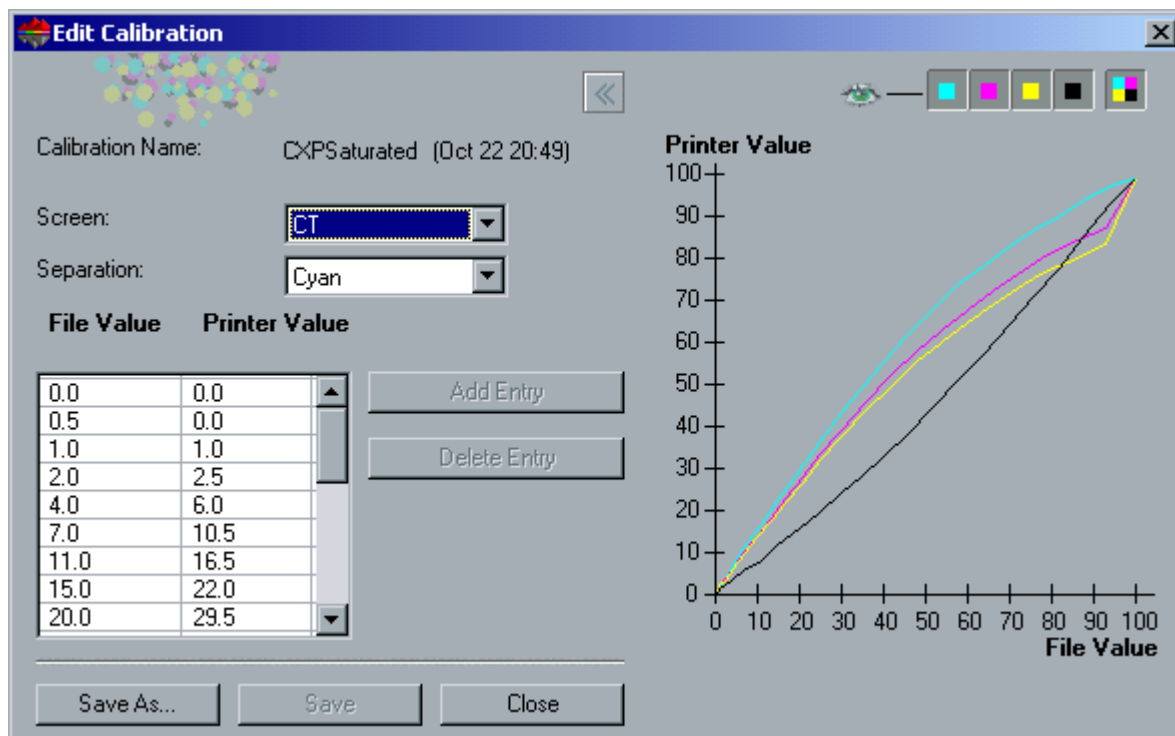 Edit Calibration
Calibration Name: CXPSaturated (Oct 22 20:49)
Screen: CT
Separation: Cyan
File Value Printer Value
0.0 0.0
0.5 0.0
1.0 1.0
2.0 2.5
4.0 6.0
7.0 10.5
11.0 16.5
15.0 22.0
20.0 29.5
Add Entry
Delete Entry
Save As...
Save
Close
Printer Value
100
90
80
70
60
50
40
30
20
10
0
0 10 20 30 40 50 60 70 80 90 100
File Value